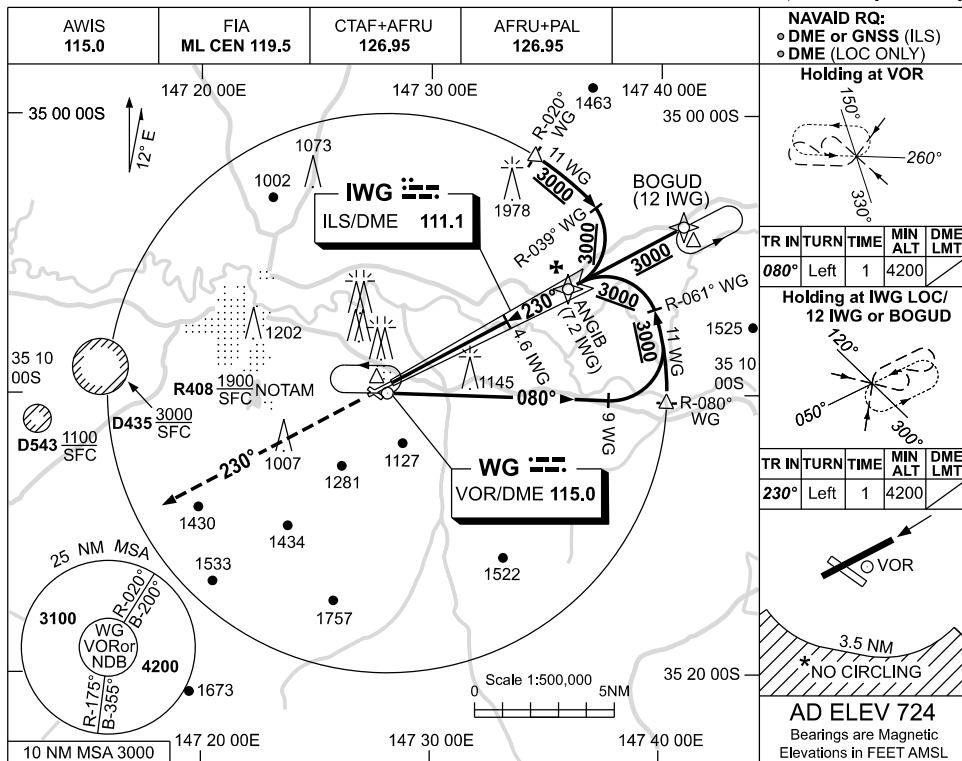 AWIS
115.0
FIA
ML CEN 119.5
CTAF+AFRU
126.95
AFRU+PAL
126.95
NAVAID RQ:
DME or GNSS (ILS)
DME (LOC ONLY)
147 20 00E
147 30 00E
147 40 00E
35 00 00S
35 00 00S
12° E
1073
1002
1463
R-020°
WG
11 WG
3000
1978
IWG
ILS/DME 111.1
BOGUD
(12 IWG)
R-039° WG
3000
3000
3000
R-061° WG
3000
11 WG
230°
ANGIB
(7.2 IWG)
4.6 IWG
1525
1202
35 10
00S
35 10
00S
R408 1900
SFC
NOTAM
1145
080°
R-080°
WG
9 WG
D435 3000
SFC
D543 1100
SFC
230°
1007
1281
1127
WG
VOR/DME 115.0
1430
1434
1533
1522
1757
25 NM MSA
R-020°
B-200°
3100
WG
VORor
NDB
4200
R-175°
B-355°
1673
35 20 00S
Scale 1:500,000
0
5NM
10 NM MSA 3000
147 20 00E
147 30 00E
147 40 00E
Holding at VOR
150°
260°
330°
TR IN
TURN
TIME
MIN
ALT
DME
LMT
080°
Left
1
4200
Holding at IWG LOC/
12 IWG or BOGUD
120°
050°
300°
TR IN
TURN
TIME
MIN
ALT
DME
LMT
230°
Left
1
4200
VOR
3.5 NM
*NO CIRCLING
AD ELEV 724
Bearings are Magnetic
Elevations in FEET AMSL